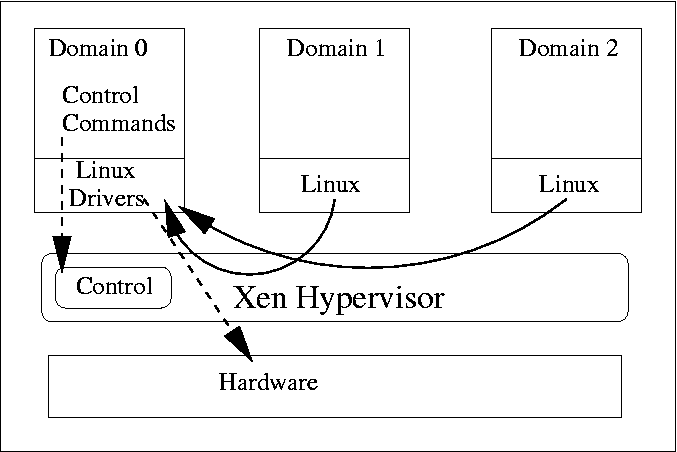 Domain 0
Control
Commands
Linux
Drivers
Domain 1
Linux
Domain 2
Linux
Control
Xen Hypervisor
Hardware